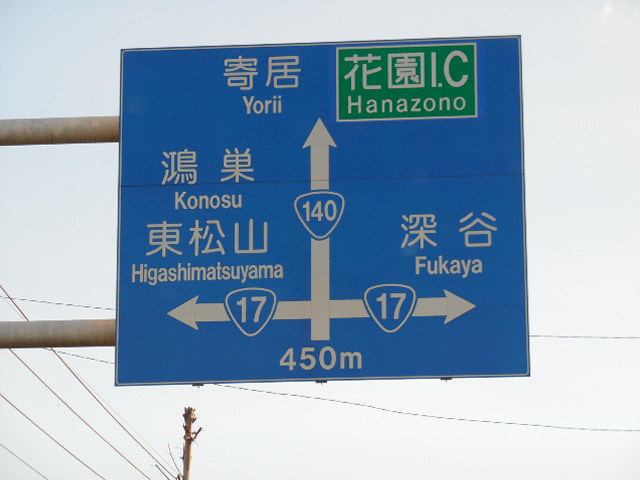 寄居
Yorii
花園I.C
Hanazono
鴻巣
Konosu
140
東松山
Higashimatsuyama
深谷
Fukaya
17
17
450m